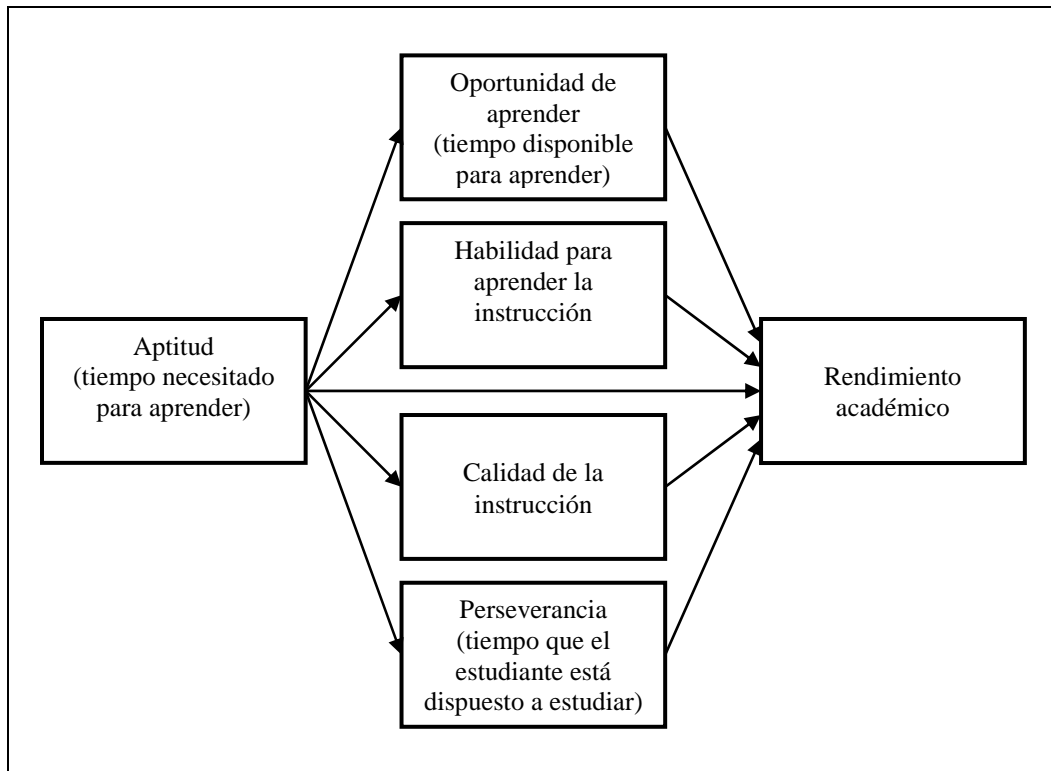 Oportunidad de
aprender
(tiempo disponible
para aprender)
Habilidad para
aprender la
instrucción
Aptitud
(tiempo necesitado
para aprender)
Rendimiento
académico
Calidad de la
instrucción
Perseverancia
(tiempo que el
estudiante está
dispuesto a estudiar)